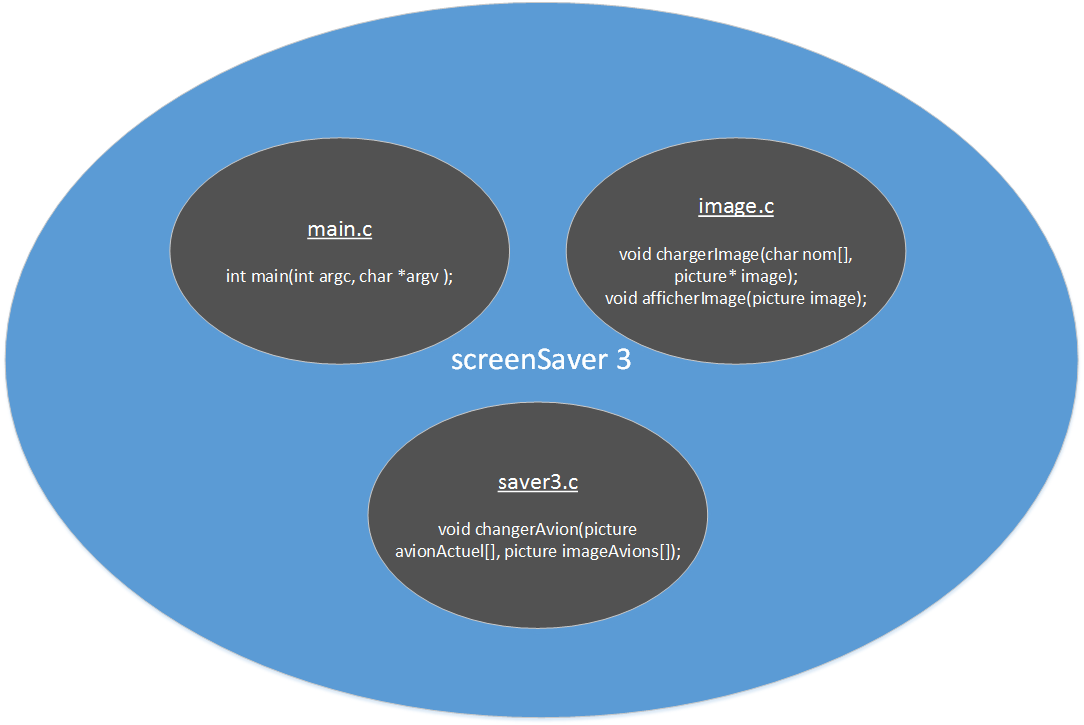 main.c
int main(int argc, char *argv );
image.c
void chargerImage(char nom[],
picture* image);
void afficherImage(picture image);
screenSaver 3
saver3.c
void changerAvion(picture
avionActuel[], picture imageAvions[]);